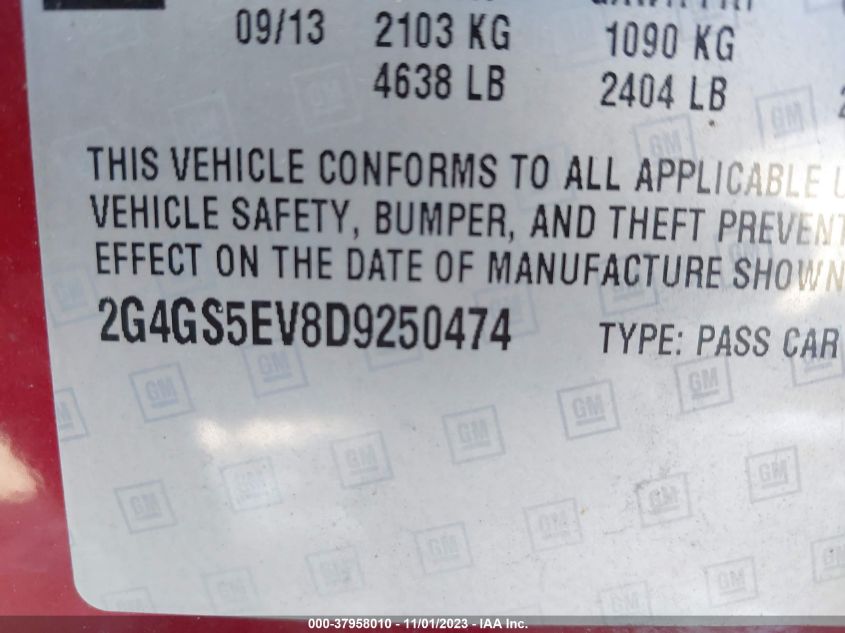 09/13 2103 KG 1090 KG
4638 LB 2404 LB
THIS VEHICLE CONFORMS TO ALL APPLICABLE
VEHICLE SAFETY, BUMPER, AND THEFT PREVENT
EFFECT ON THE DATE OF MANUFACTURE SHOWN
2G4GS5EV8D9250474 TYPE: PASS CAR
GM
000-37958010 - 11/01/2023 - IAA Inc.